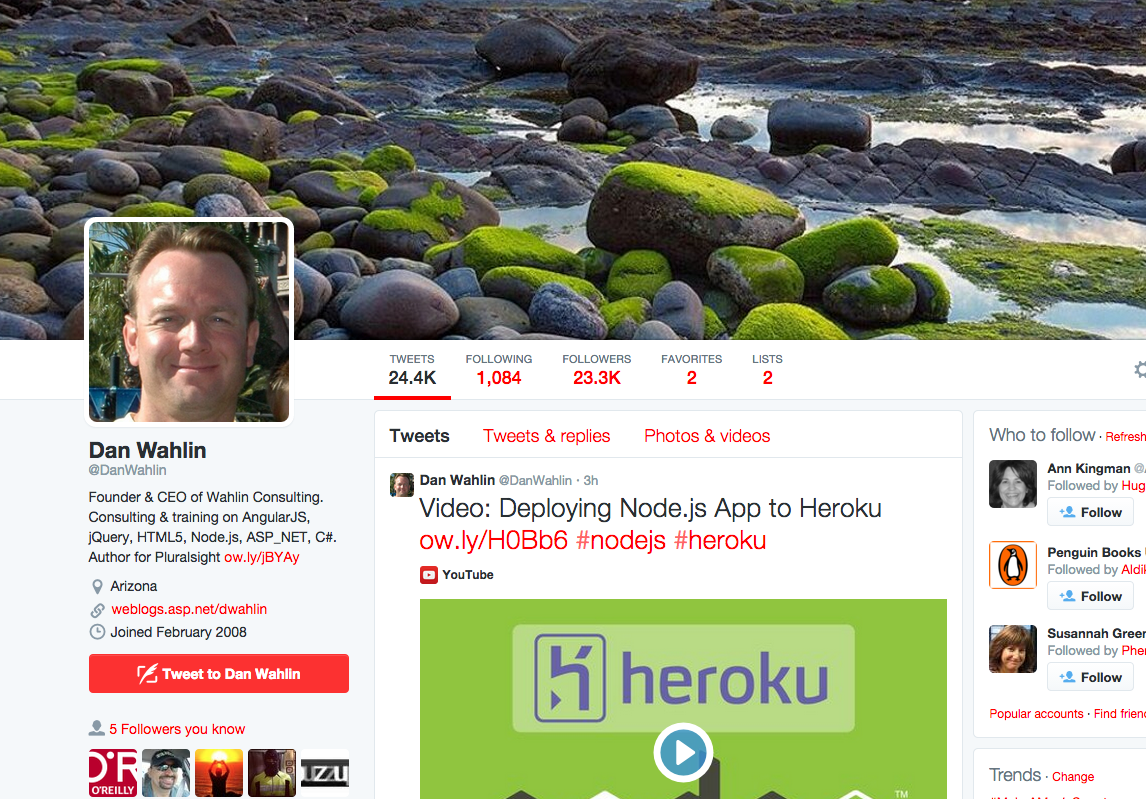 TWEETS FOLLOWING FOLLOWERS FAVORITES LISTS
24.4K 1,084 23.3K 2 2
Dan Wahlin
@DanWahlin
Founder & CEO of Wahlin Consulting.
Consulting & training on AngularJS,
jQuery, HTML5, Node.js, ASP_NET, C#.
Author for Pluralsight ow.ly/jBYAy
Arizona
weblogs.asp.net/dwahlin
Joined February 2008
Tweet to Dan Wahlin
5 Followers you know
O'R
O'REILLY
UZU
Tweets Tweets & replies Photos & videos
Dan Wahlin @DanWahlin · 3h
Video: Deploying Node.js App to Heroku
ow.ly/H0Bb6 #nodejs #heroku
YouTube
heroku
TM
Who to follow · Refresh
Ann Kingman @
Followed by Hug
Follow
Penguin Books
Followed by Aldi
Follow
Susannah Green
Followed by Pher
Follow
Popular accounts · Find frien
Trends · Change